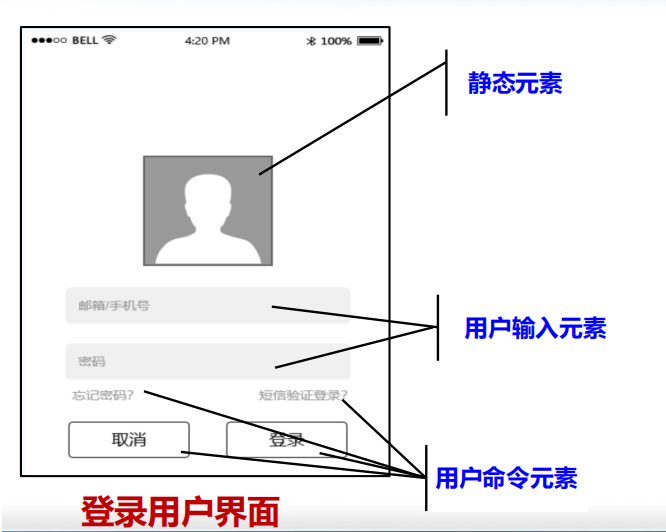 BELL 4:20 PM 100%
静态元素
邮箱/手机号
用户输入元素
密码
忘记密码? 短信验证登录?
取消 登录
用户命令元素
登录用户界面